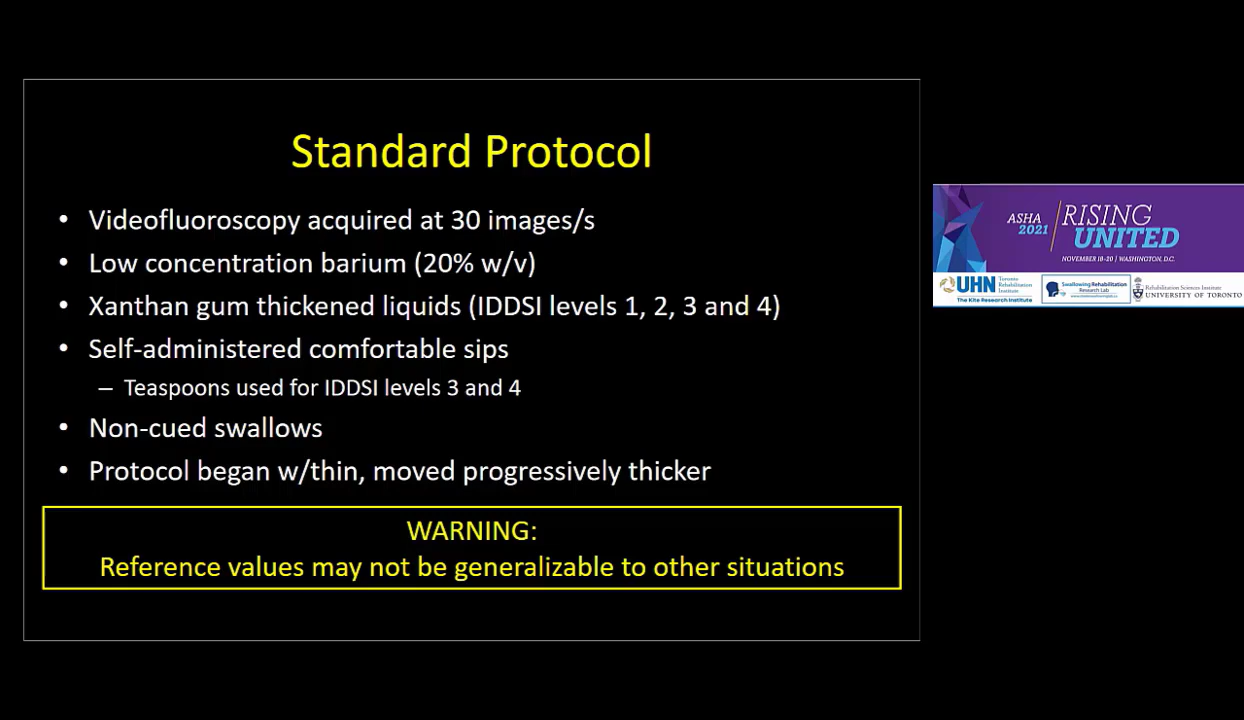 Standard Protocol
• Videofluoroscopy acquired at 30 images/s
• Low concentration barium (20% w/v)
• Xanthan gum thickened liquids (IDDSI levels 1, 2, 3 and 4)
• Self-administered comfortable sips
– Teaspoons used for IDDSI levels 3 and 4
• Non-cued swallows
• Protocol began w/thin, moved progressively thicker
WARNING:
Reference values may not be generalizable to other situations
ASHA 2021
RISING UNITED
NOVEMBER 18-20 | WASHINGTON, D.C.
UHN
Toronto
Rehabilitation
Institute
The Kite Research Institute
Swallowing Rehabilitation
Research Lab
Rehabilitation Sciences Institute
UNIVERSITY OF TORONTO